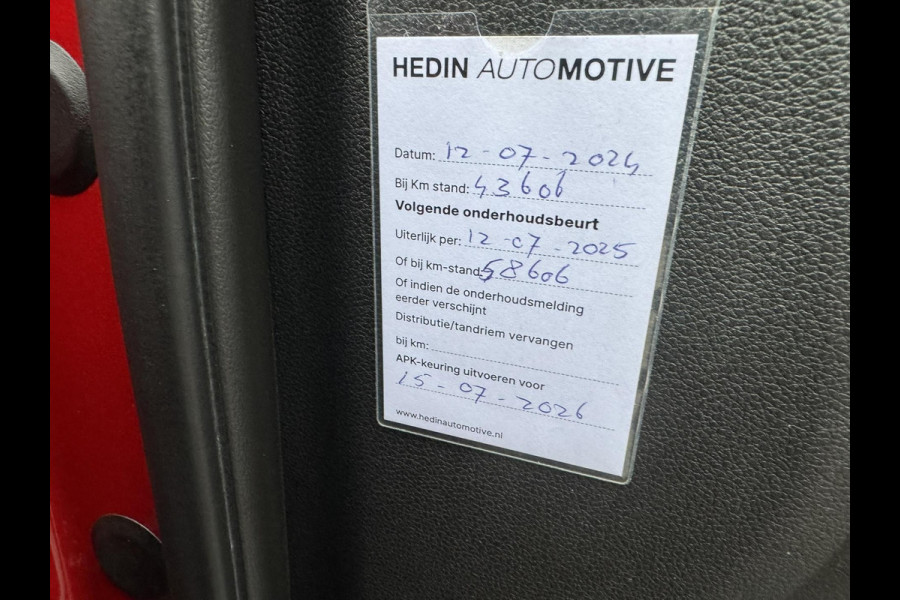 HEDIN AUTOMOTIVE
Datum: 12-07-2024
Bij Km stand: 43606
Volgende onderhoudsbeurt
Uiterlijk per: 12-07-2025
Of bij km-stand: 58606
Of indien de onderhoudsmelding
eerder verschijnt
Distributie/tandriem vervangen
bij km:
APK-keuring uitvoeren voor
15-07-2026
www.hedinautomotive.nl